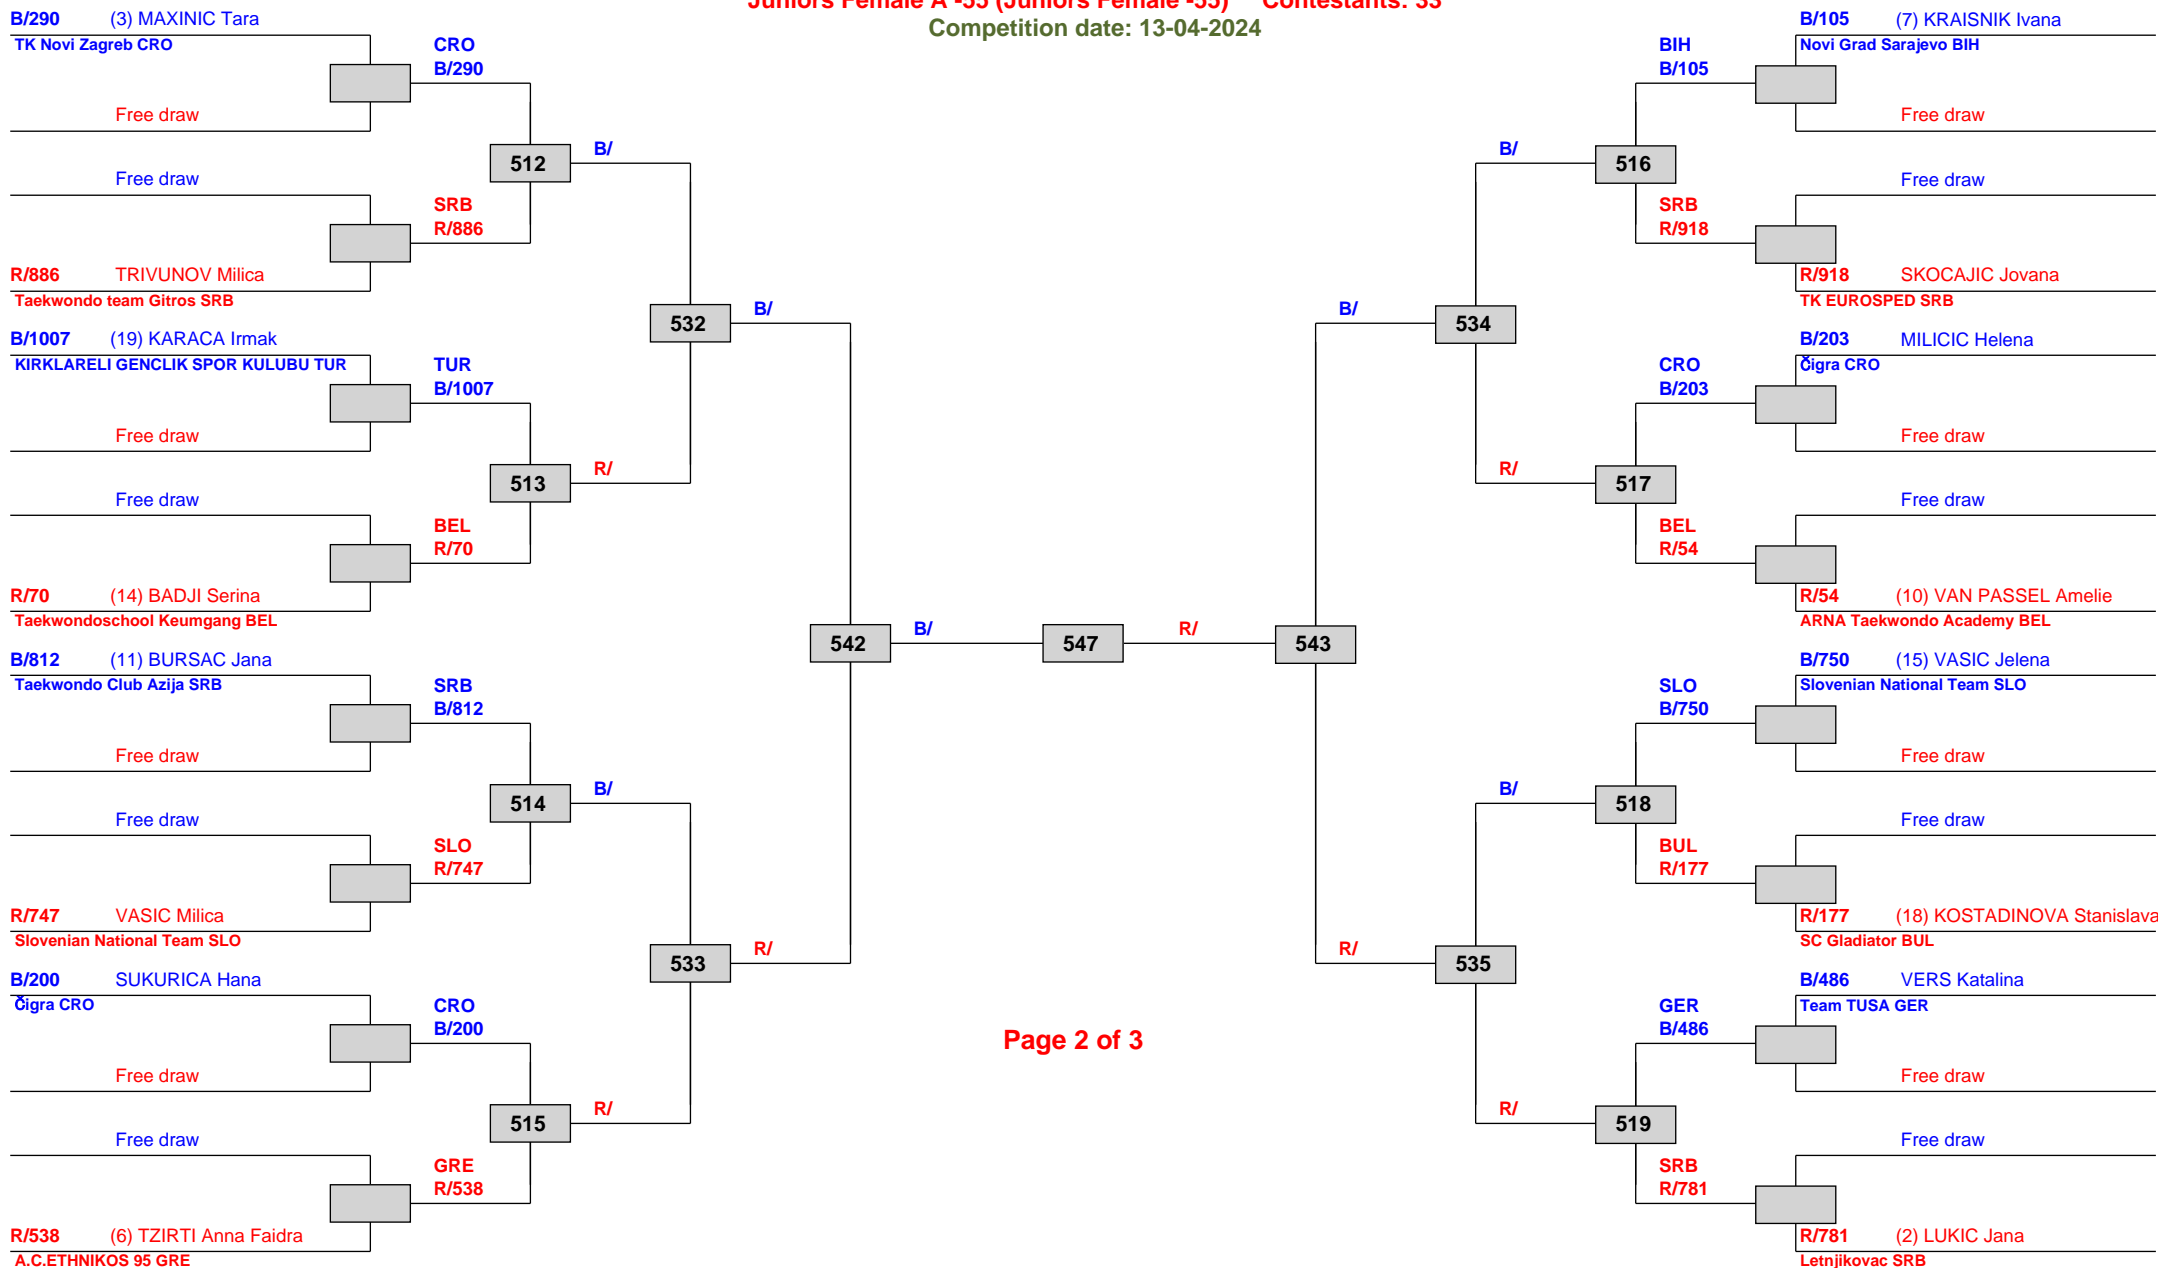 Juniors Female A -55 (Juniors Female -55) Contestants: 33
Competition date: 13-04-2024
B/290 (3) MAXINIC Tara
TK Novi Zagreb CRO
CRO
B/290
Free draw
512
B/
Free draw
SRB
R/886
R/886 TRIVUNOV Milica
Taekwondo team Gitros SRB
532
B/
B/1007 (19) KARACA Irmak
KIRKLARELI GENCLIK SPOR KULUBU TUR
TUR
B/1007
Free draw
513
R/
Free draw
BEL
R/70
R/70 (14) BADJI Serina
Taekwondoschool Keumgang BEL
542
B/
B/812 (11) BURSAC Jana
Taekwondo Club Azija SRB
SRB
B/812
Free draw
514
B/
Free draw
SLO
R/747
R/747 VASIC Milica
Slovenian National Team SLO
533
R/
B/200 SUKURICA Hana
Čigra CRO
CRO
B/200
Free draw
515
R/
Free draw
GRE
R/538
R/538 (6) TZIRTI Anna Faidra
A.C.ETHNIKOS 95 GRE
547
Page 2 of 3
B/105 (7) KRAISNIK Ivana
Novi Grad Sarajevo BIH
BIH
B/105
Free draw
516
B/
Free draw
SRB
R/918
R/918 SKOCAJIC Jovana
TK EUROSPED SRB
534
B/
B/203 MILICIC Helena
Čigra CRO
CRO
B/203
Free draw
517
R/
Free draw
BEL
R/54
R/54 (10) VAN PASSEL Amelie
ARNA Taekwondo Academy BEL
543
R/
B/750 (15) VASIC Jelena
Slovenian National Team SLO
SLO
B/750
Free draw
518
B/
Free draw
BUL
R/177
R/177 (18) KOSTADINOVA Stanislava
SC Gladiator BUL
535
R/
B/486 VERS Katalina
Team TUSA GER
GER
B/486
Free draw
519
R/
Free draw
SRB
R/781
R/781 (2) LUKIC Jana
Letnjikovac SRB